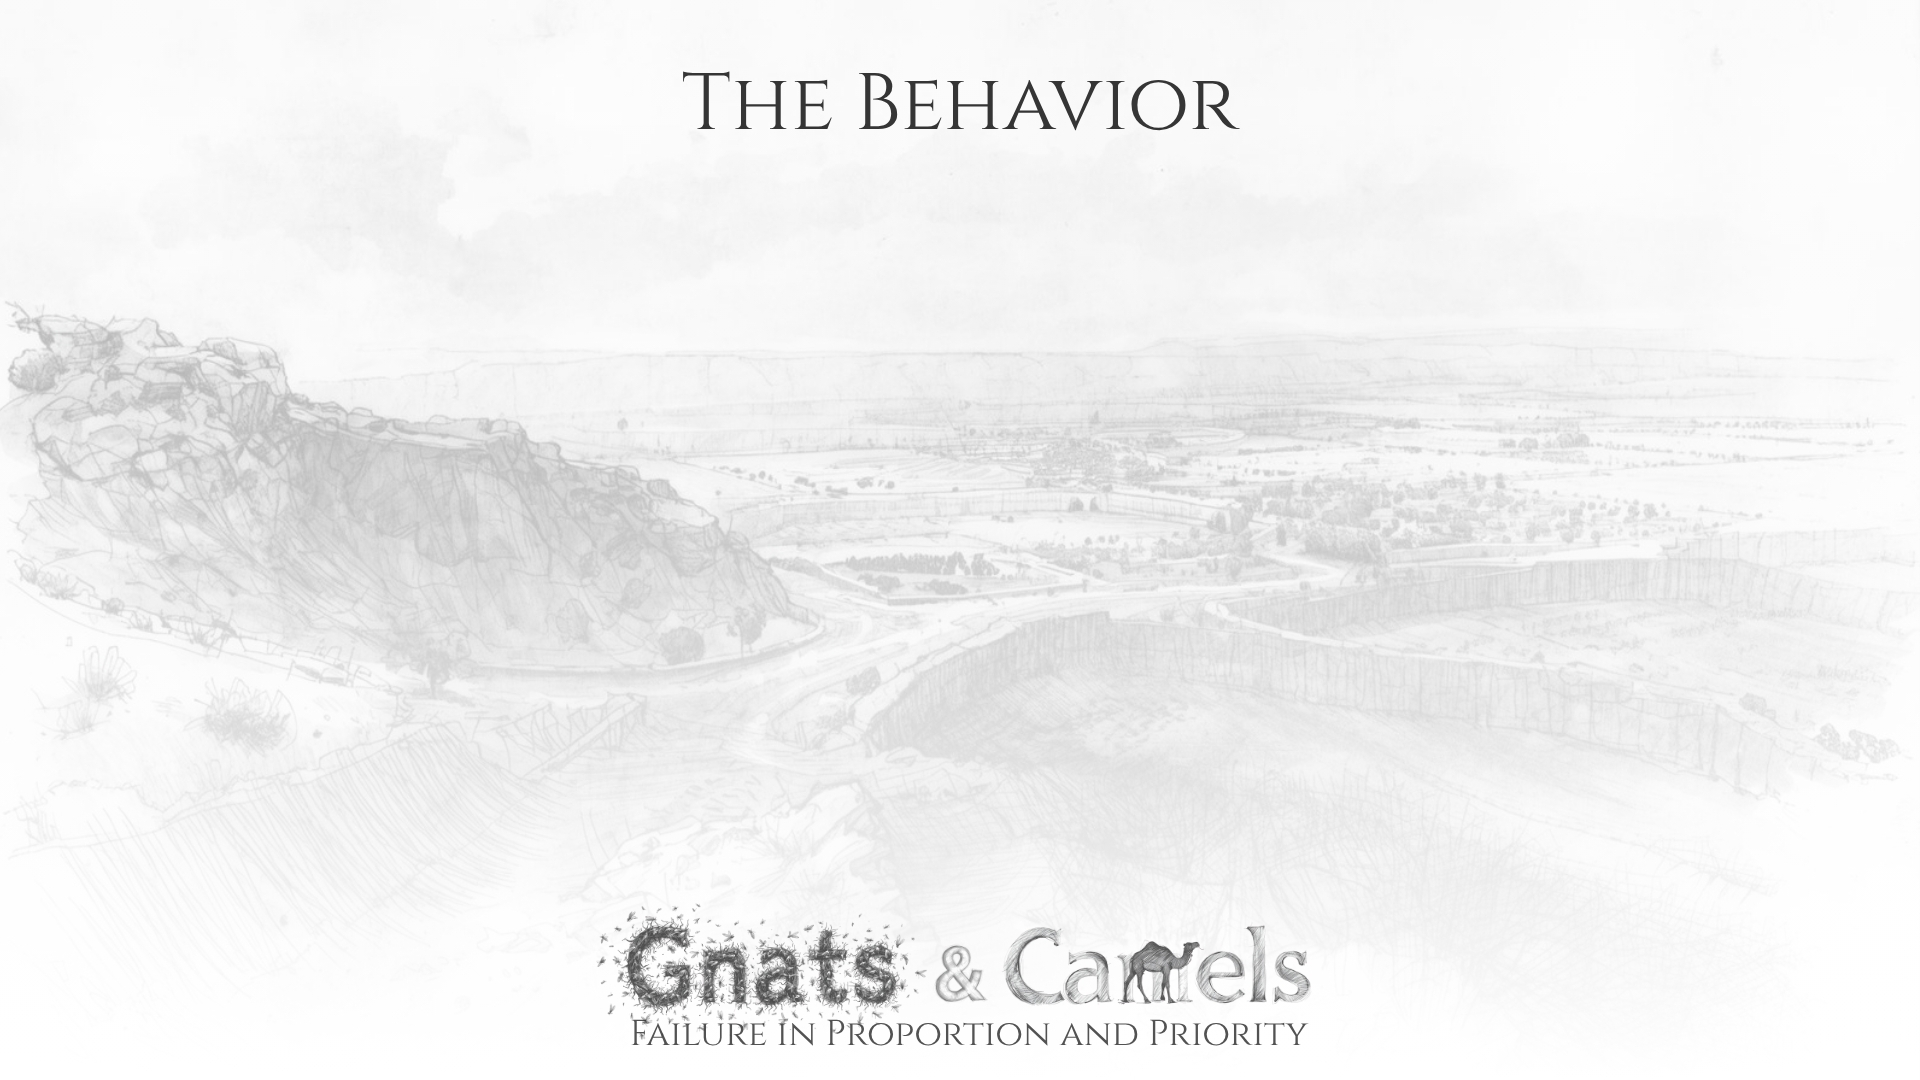 The Behavior
Gnats & Camels
Failure in Proportion and Priority